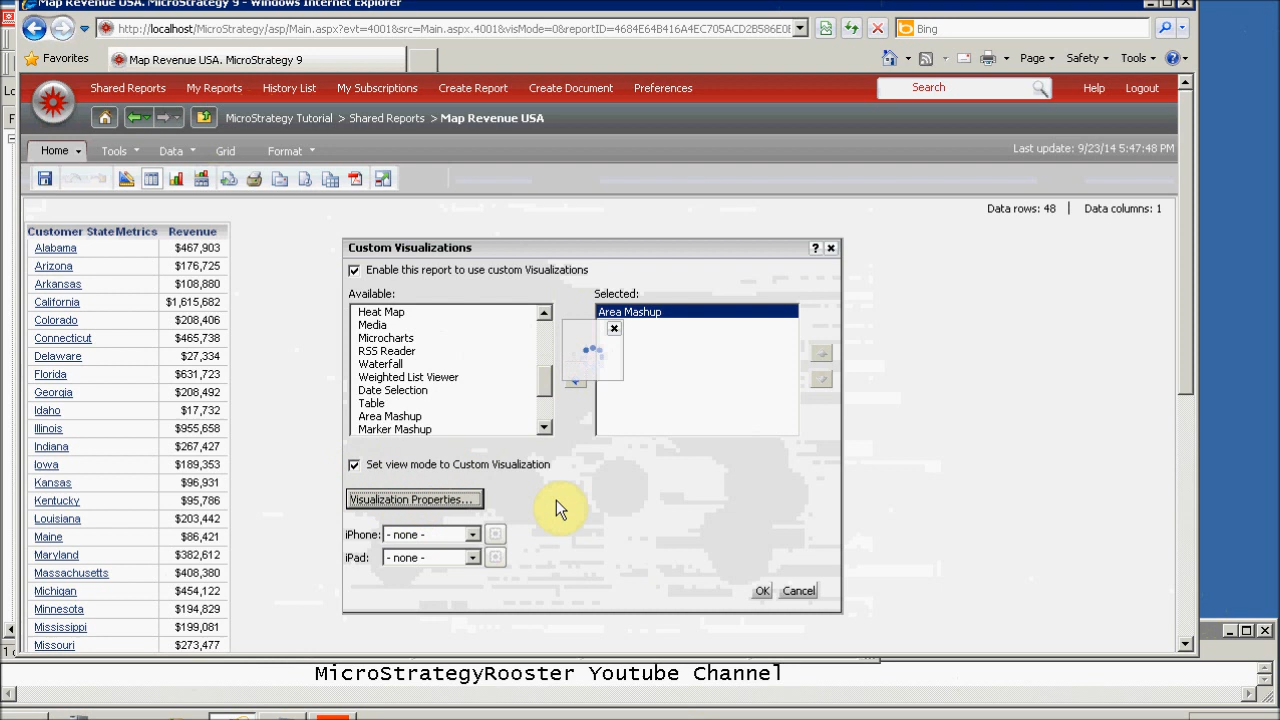 Map Revenue USA. MicroStrategy 9 - Windows Internet Explorer
http://localhost/MicroStrategy/asp/Main.aspx?evt=4001&src=Main.aspx.4001&visMode=0&reportID=4684E64B416A4EC705ACD2B586E0F
Bing
Favorites
Map Revenue USA. MicroStrategy 9
Page
Safety
Tools
Shared Reports
My Reports
History List
My Subscriptions
Create Report
Create Document
Preferences
Search
Help
Logout
MicroStrategy Tutorial > Shared Reports > Map Revenue USA
Home
Tools
Data
Grid
Format
Last update: 9/23/14 5:47:48 PM
Data rows: 48 | Data columns: 1
Customer State Metrics Revenue
Alabama $467,903
Arizona $176,725
Arkansas $108,880
California $1,615,682
Colorado $208,406
Connecticut $465,738
Delaware $27,334
Florida $631,723
Georgia $208,492
Idaho $17,732
Illinois $955,658
Indiana $267,427
Iowa $189,353
Kansas $96,931
Kentucky $95,786
Louisiana $203,442
Maine $86,421
Maryland $382,612
Massachusetts $408,380
Michigan $454,122
Minnesota $194,829
Mississippi $199,081
Missouri $273,477
Custom Visualizations
Enable this report to use custom Visualizations
Available:
Heat Map
Media
Microcharts
RSS Reader
Waterfall
Weighted List Viewer
Date Selection
Table
Area Mashup
Marker Mashup
Selected:
Area Mashup
Set view mode to Custom Visualization
Visualization Properties...
iPhone: - none -
iPad: - none -
OK
Cancel
MicroStrategyRooster Youtube Channel